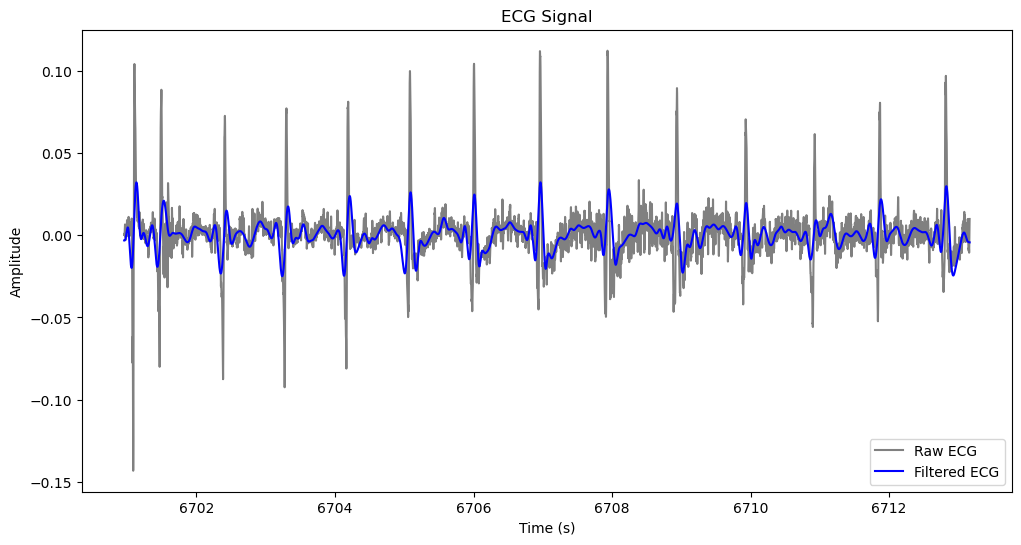 ECG Signal
0.10
0.05
0.00
−0.05
−0.10
−0.15
Amplitude
6702 6704 6706 6708 6710 6712
Time (s)
Raw ECG
Filtered ECG